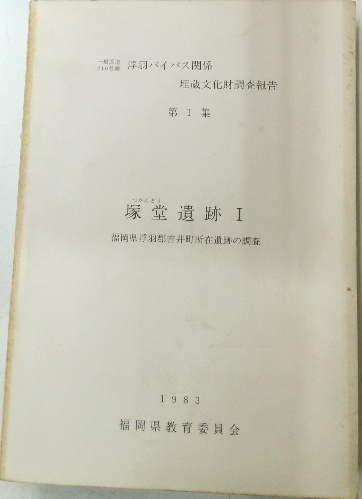 一般国道
210号線
浮羽バイパス関係
埋蔵文化財調査報告
第1集
つかんどう
塚堂遺跡 I
福岡県浮羽郡吉井町所在遺跡の調査
1983
福岡県教育委員会